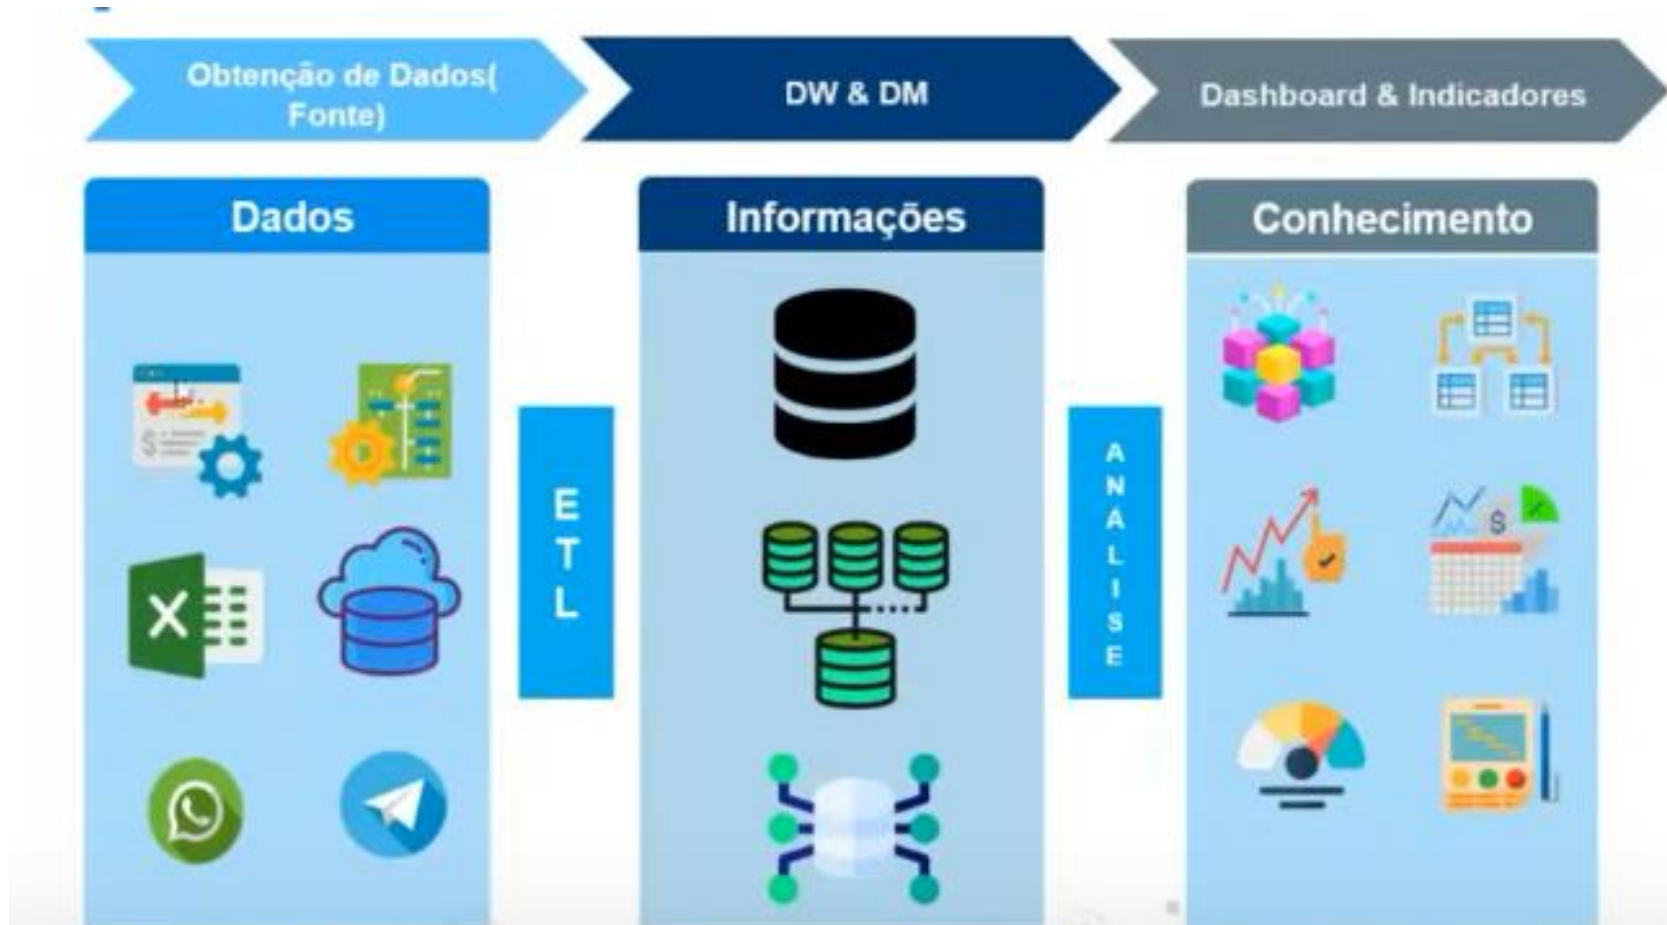 Obtenção de Dados(
Fonte)
DW & DM
Dashboard & Indicadores
Dados
Informações
Conhecimento
E
T
L
A
N
A
L
I
S
E